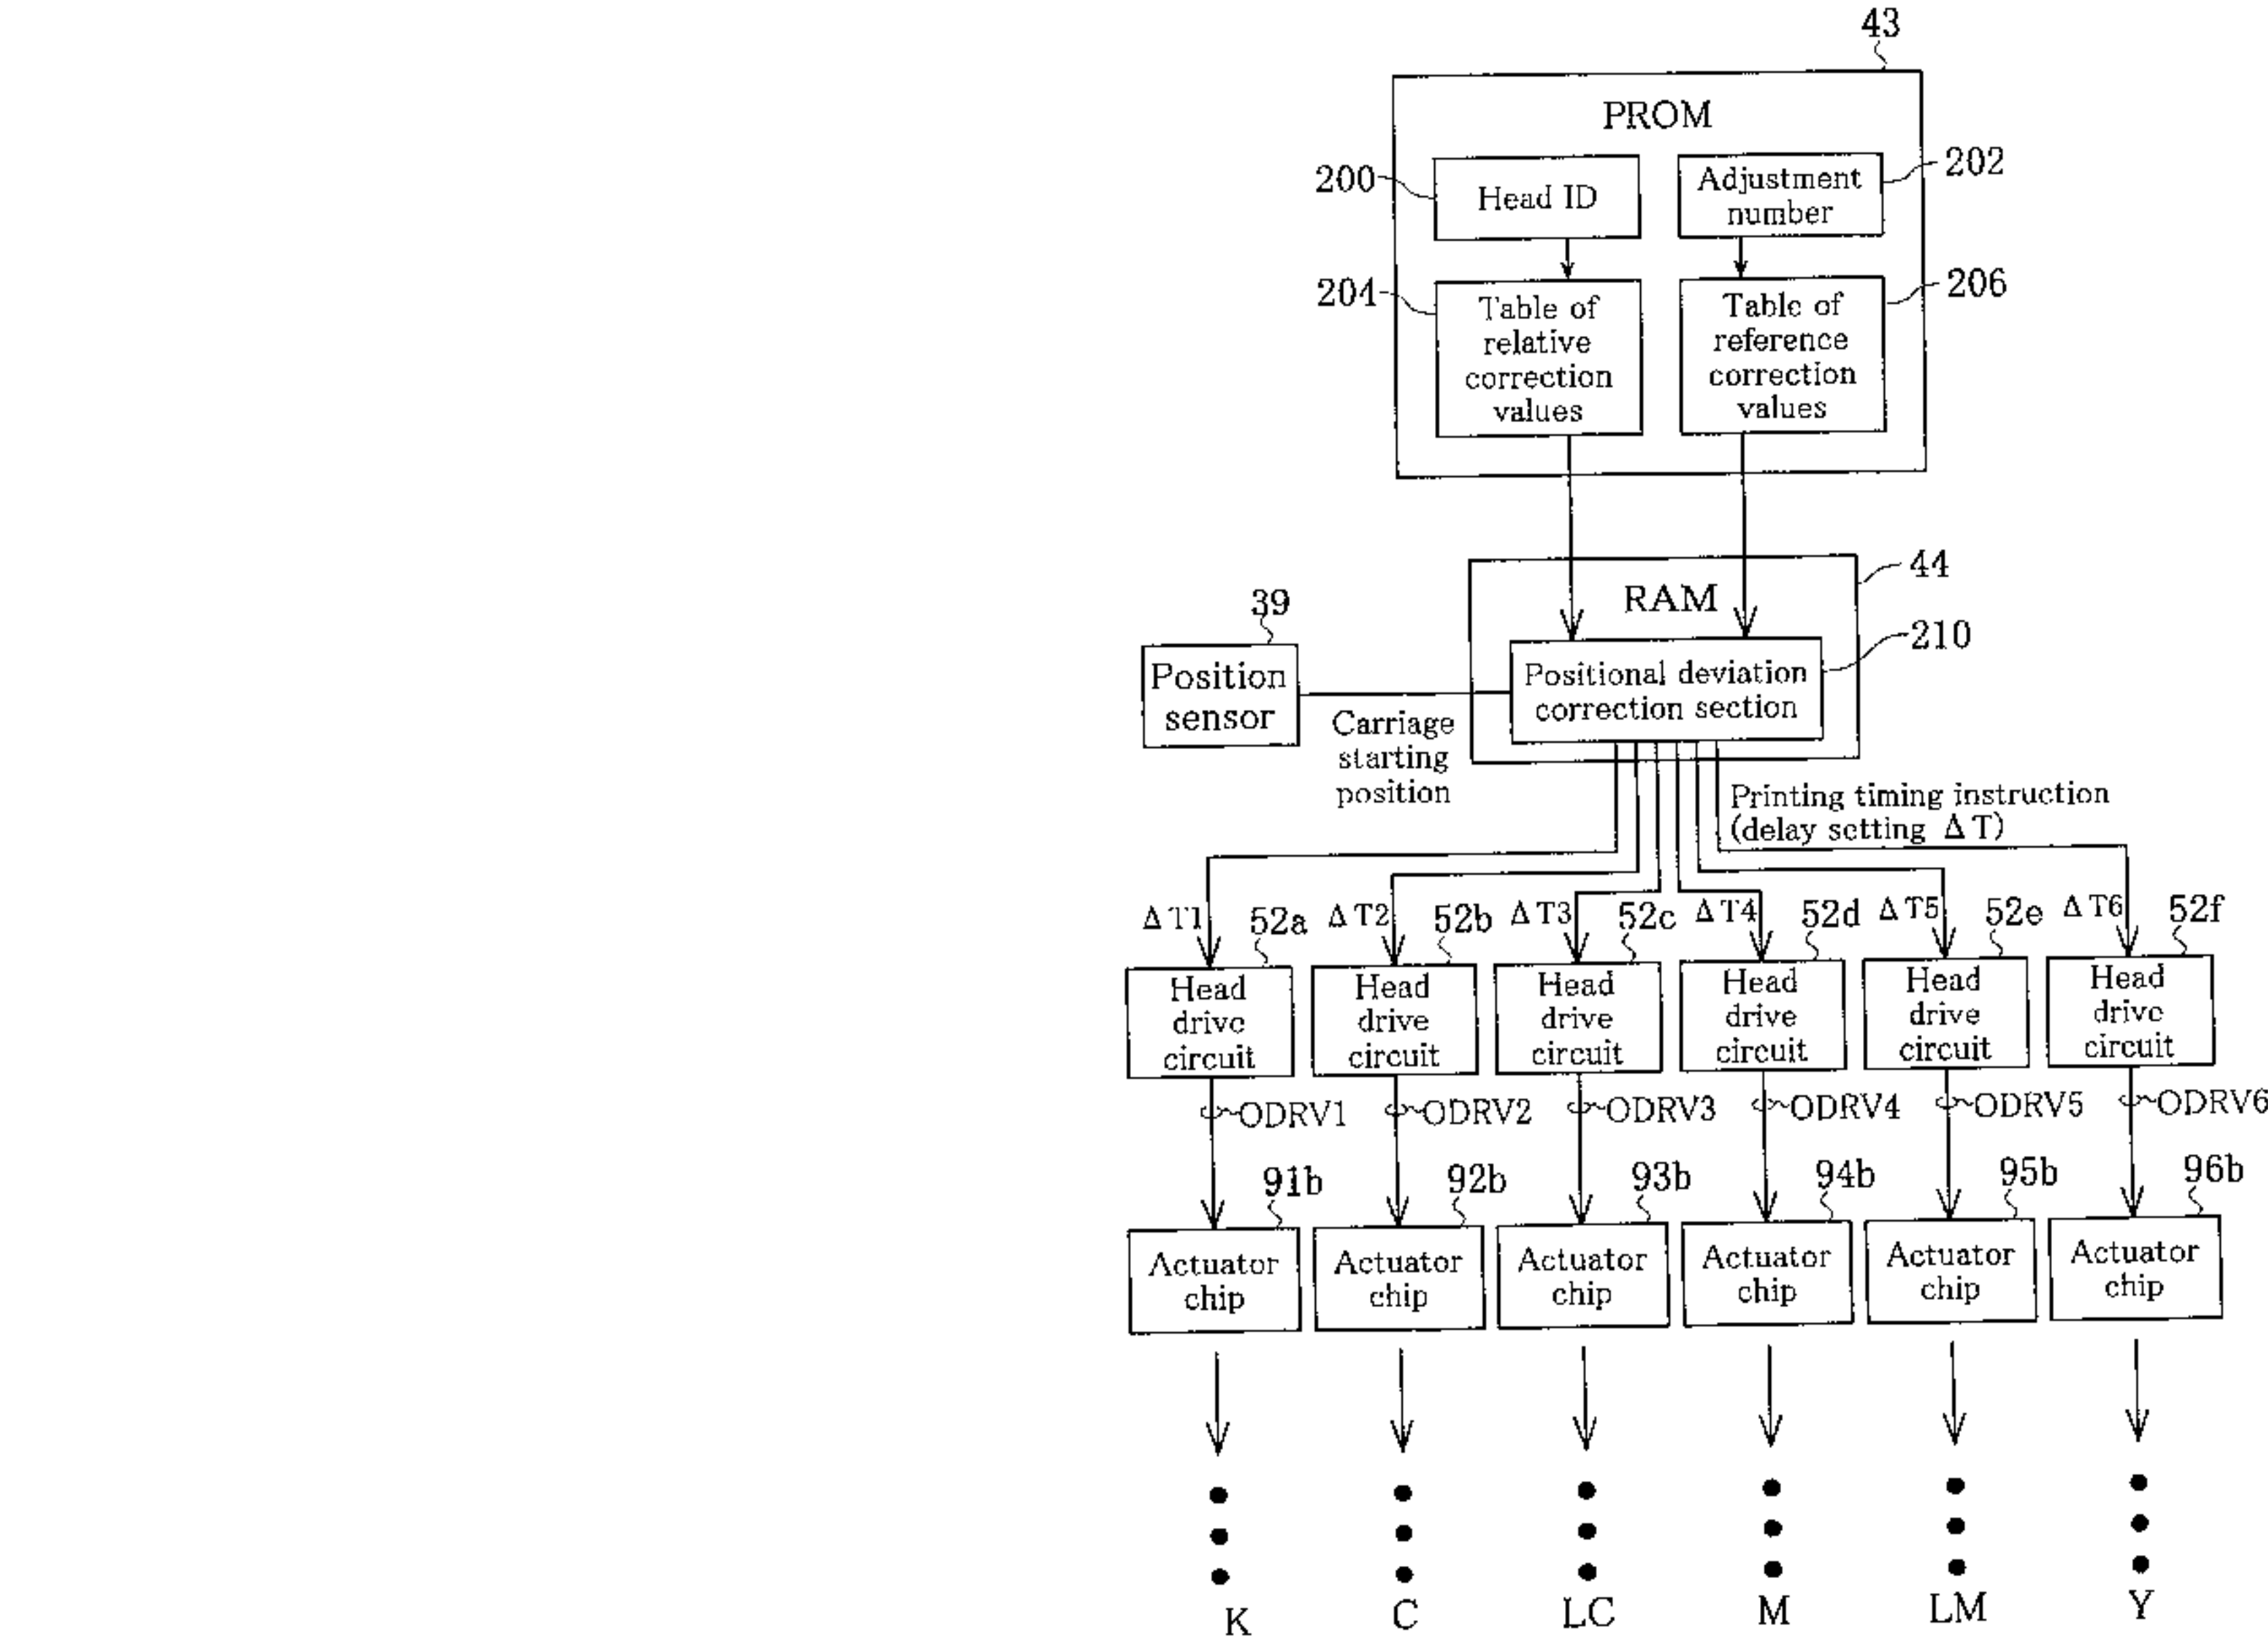 43
PROM
200
Head ID
Adjustment
number
202
204
Table of
relative
correction
values
Table of
reference
correction
values
206
44
RAM
39
Position
sensor
Carriage
starting
position
Positional deviation
correction section
210
Printing timing instruction
(delay setting ΔT)
ΔT1 52a ΔT2 52b ΔT3 52c ΔT4 52d ΔT5 52e ΔT6 52f
Head
drive
circuit
Head
drive
circuit
Head
drive
circuit
Head
drive
circuit
Head
drive
circuit
Head
drive
circuit
ODRV1 ODRV2 ODRV3 ODRV4 ODRV5 ODRV6
91b 92b 93b 94b 95b 96b
Actuator
chip
Actuator
chip
Actuator
chip
Actuator
chip
Actuator
chip
Actuator
chip
K C LC M LM Y